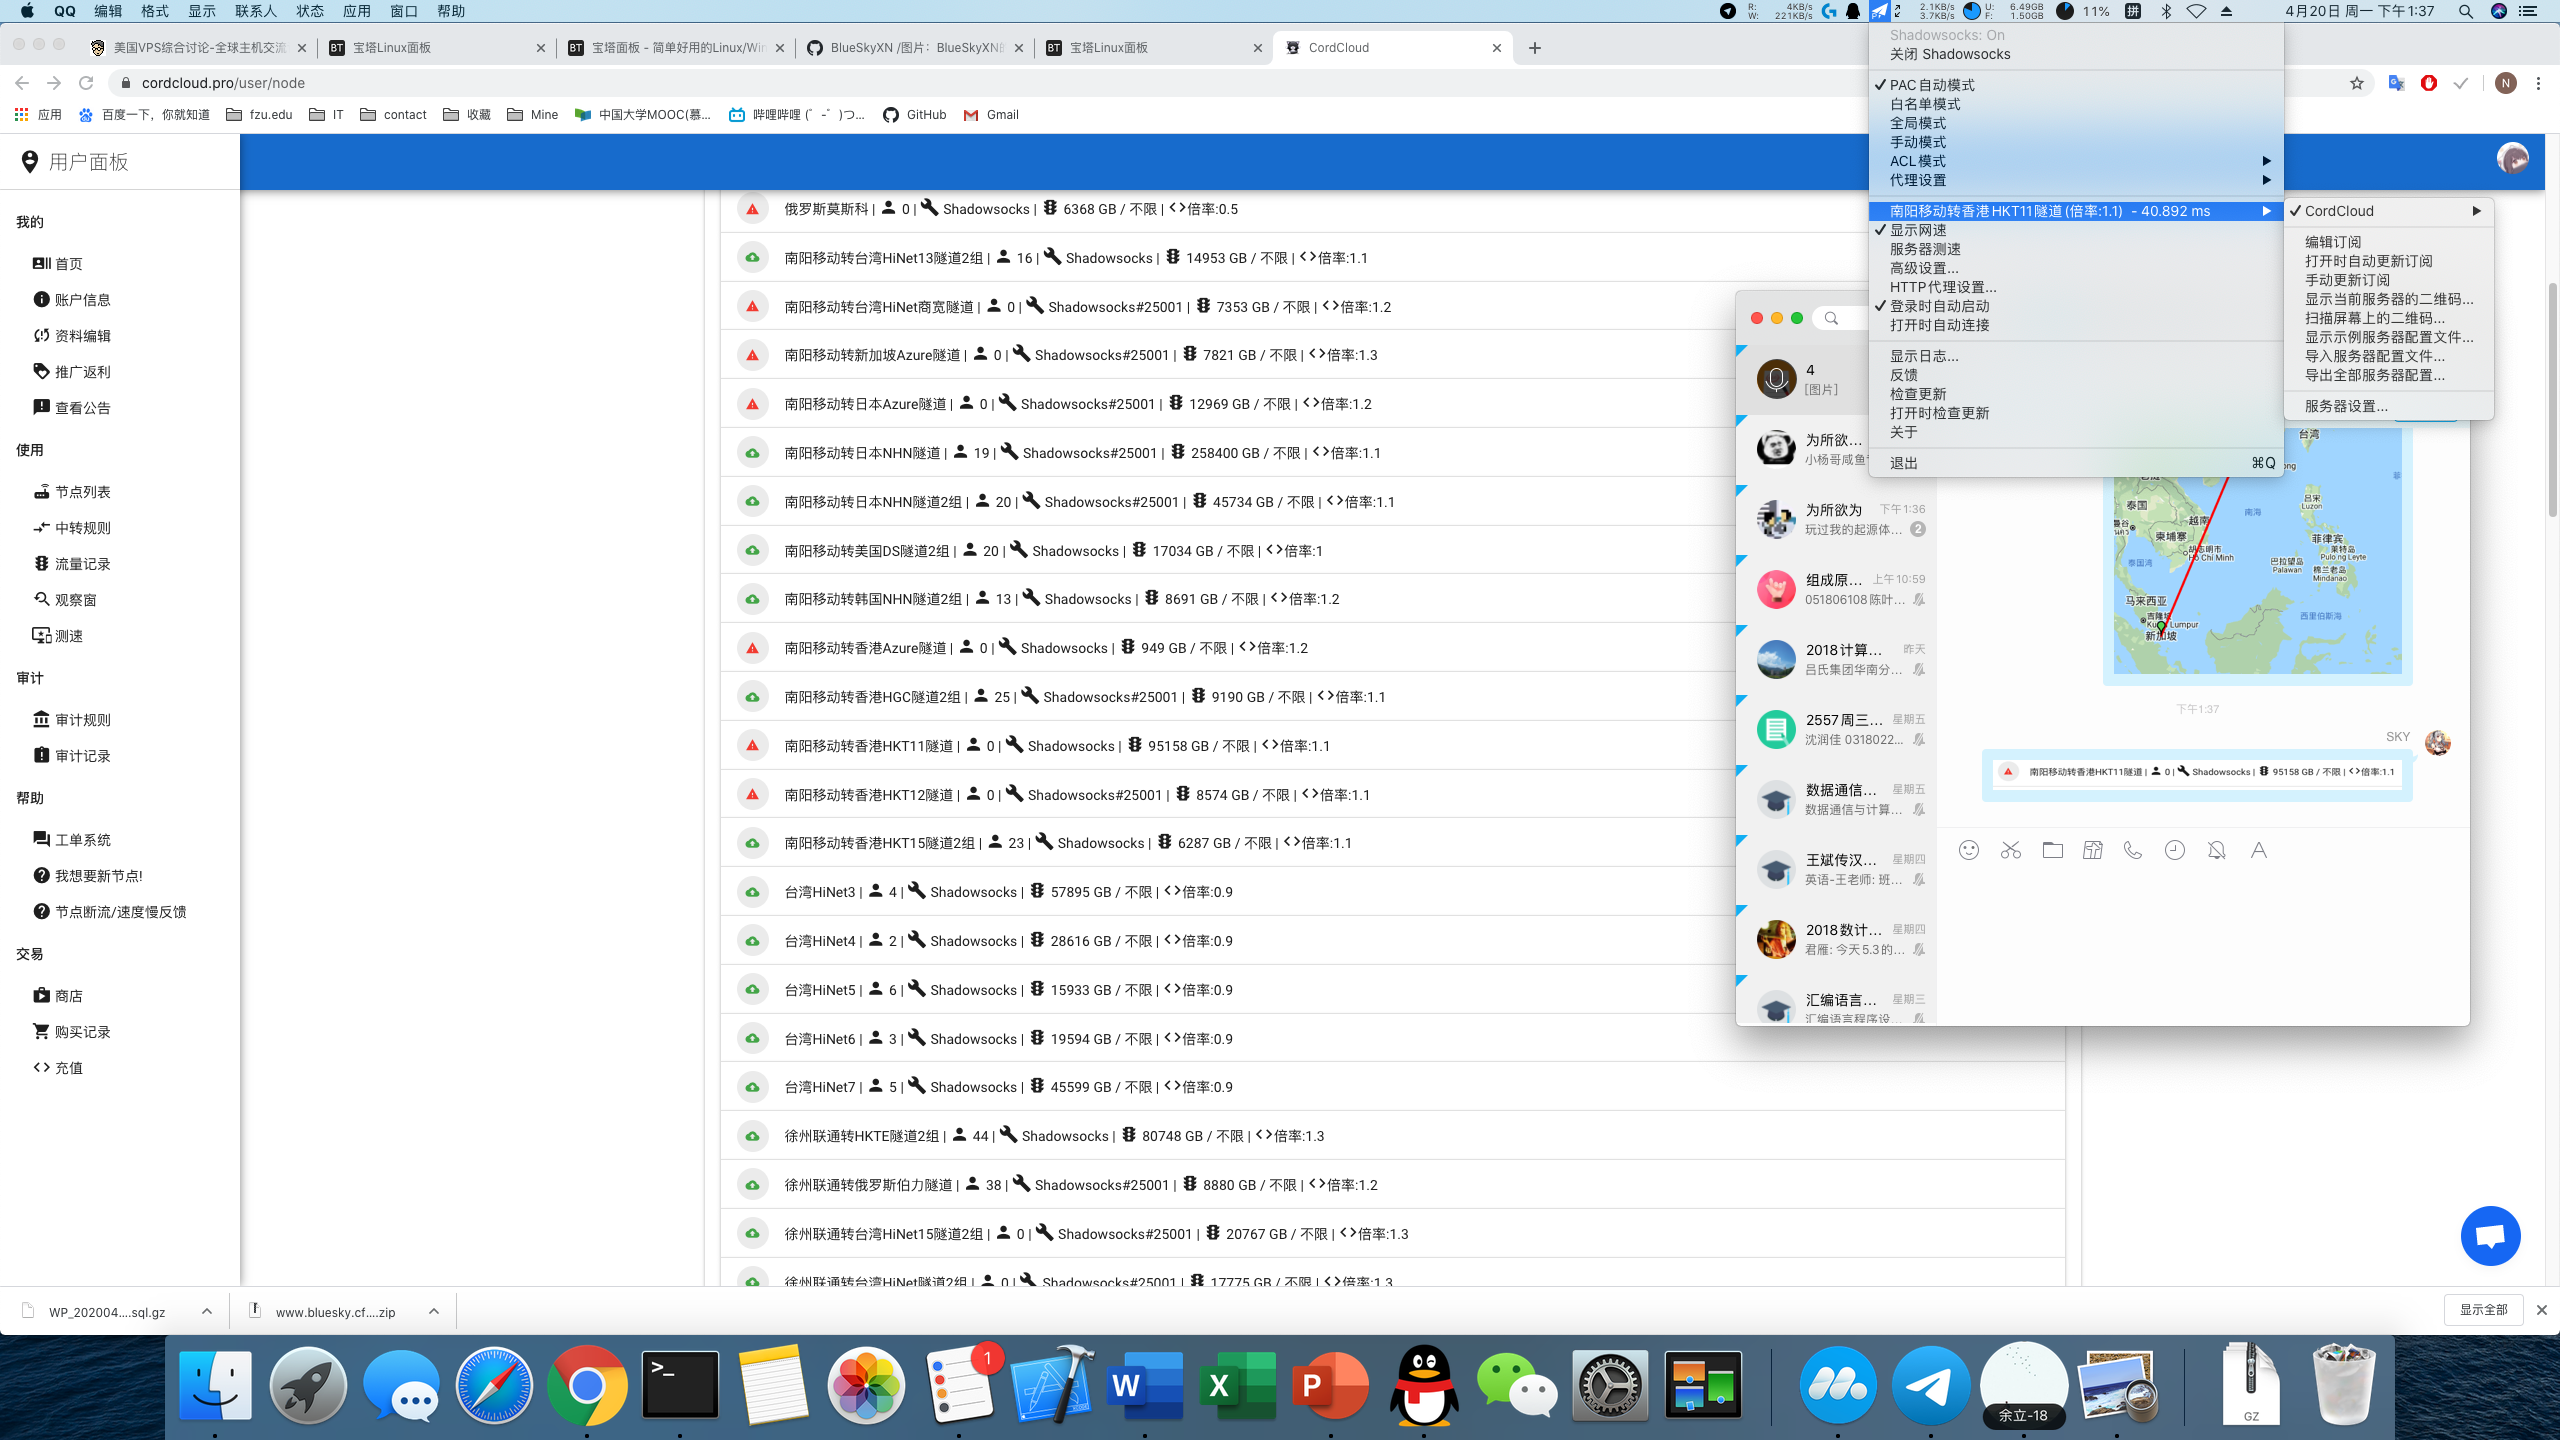 QQ 编辑 格式 显示 联系人 状态 应用 窗口 帮助
R: 4KB/s
W: 221KB/s
2.1KB/s
3.7KB/s
U: 6.49GB
F: 1.50GB
11%
拼
4月20日 周一 下午1:37
美国VPS综合讨论-全球主机交流
BT 宝塔Linux面板
BT 宝塔面板 - 简单好用的Linux/Win
BlueSkyXN /图片: BlueSkyXN
BT 宝塔Linux面板
CordCloud
cordcloud.pro/user/node
N
应用
百度一下,你就知道
fzu.edu
IT
contact
收藏
Mine
中国大学MOOC(慕...
哔哩哔哩 (゜-゜)つ...
GitHub
Gmail
用户面板
我的
首页
账户信息
资料编辑
推广返利
查看公告
使用
节点列表
中转规则
流量记录
观察窗
测速
审计
审计规则
审计记录
帮助
工单系统
我想要新节点!
节点断流/速度慢反馈
交易
商店
购买记录
充值
俄罗斯莫斯科 | 0 | Shadowsocks | 6368 GB / 不限 | 倍率:0.5
南阳移动转台湾HiNet13隧道2组 | 16 | Shadowsocks | 14953 GB / 不限 | 倍率:1.1
南阳移动转台湾HiNet商宽隧道 | 0 | Shadowsocks#25001 | 7353 GB / 不限 | 倍率:1.2
南阳移动转新加坡Azure隧道 | 0 | Shadowsocks#25001 | 7821 GB / 不限 | 倍率:1.3
南阳移动转日本Azure隧道 | 0 | Shadowsocks#25001 | 12969 GB / 不限 | 倍率:1.2
南阳移动转日本NHN隧道 | 19 | Shadowsocks#25001 | 258400 GB / 不限 | 倍率:1.1
南阳移动转日本NHN隧道2组 | 20 | Shadowsocks#25001 | 45734 GB / 不限 | 倍率:1.1
南阳移动转美国DS隧道2组 | 20 | Shadowsocks | 17034 GB / 不限 | 倍率:1
南阳移动转韩国NHN隧道2组 | 13 | Shadowsocks | 8691 GB / 不限 | 倍率:1.2
南阳移动转香港Azure隧道 | 0 | Shadowsocks | 949 GB / 不限 | 倍率:1.2
南阳移动转香港HGC隧道2组 | 25 | Shadowsocks#25001 | 9190 GB / 不限 | 倍率:1.1
南阳移动转香港HKT11隧道 | 0 | Shadowsocks | 95158 GB / 不限 | 倍率:1.1
南阳移动转香港HKT12隧道 | 0 | Shadowsocks#25001 | 8574 GB / 不限 | 倍率:1.1
南阳移动转香港HKT15隧道2组 | 23 | Shadowsocks | 6287 GB / 不限 | 倍率:1.1
台湾HiNet3 | 4 | Shadowsocks | 57895 GB / 不限 | 倍率:0.9
台湾HiNet4 | 2 | Shadowsocks | 28616 GB / 不限 | 倍率:0.9
台湾HiNet5 | 6 | Shadowsocks | 15933 GB / 不限 | 倍率:0.9
台湾HiNet6 | 3 | Shadowsocks | 19594 GB / 不限 | 倍率:0.9
台湾HiNet7 | 5 | Shadowsocks | 45599 GB / 不限 | 倍率:0.9
徐州联通转HKTE隧道2组 | 44 | Shadowsocks | 80748 GB / 不限 | 倍率:1.3
徐州联通转俄罗斯伯力隧道 | 38 | Shadowsocks#25001 | 8880 GB / 不限 | 倍率:1.2
徐州联通转台湾HiNet15隧道2组 | 0 | Shadowsocks#25001 | 20767 GB / 不限 | 倍率:1.3
徐州联通转台湾HiNet隧道2组 | 0 | Shadowsocks#25001 | 17775 GB / 不限 | 倍率:1.3
Shadowsocks: On
关闭 Shadowsocks
PAC自动模式
白名单模式
全局模式
手动模式
ACL模式
代理设置
南阳移动转香港HKT11隧道 (倍率:1.1) - 40.892 ms
显示网速
服务器测速
高级设置...
HTTP代理设置...
登录时自动启动
打开时自动连接
显示日志...
反馈
检查更新
打开时检查更新
关于
退出 ⌘Q
CordCloud
编辑订阅
打开时自动更新订阅
手动更新订阅
显示当前服务器的二维码...
扫描屏幕上的二维码...
显示示例服务器配置文件...
导入服务器配置文件...
导出全部服务器配置...
服务器设置...
4
[图片]
为所欲...
小杨哥咸鱼
为所欲为 下午1:36
玩过我的起源体... 2
组成原... 上午10:59
051806108陈叶...
2018计算... 昨天
吕氏集团华南分...
2557周三... 星期五
沈润佳 0318022...
数据通信... 星期五
数据通信与计算...
王斌传汉... 星期四
英语-王老师: 班...
2018数计... 星期四
君雁: 今天5.3的...
汇编语言... 星期三
汇编语言程序设...
台湾
泰国
曼谷
越南
南海
吕宋
Luzon
柬埔寨
胡志明市
Ho Chi Minh
泰国湾
菲律宾
莱特岛
Pulo ng Leyte
巴拉望岛
Palawan
棉兰老岛
Mindanao
马来西亚
吉隆坡
Kuala Lumpur
新加坡
西里伯斯海
下午1:37
SKY
南阳移动转香港HKT11隧道 | 0 | Shadowsocks | 95158 GB / 不限 | 倍率:1.1
WP_202004....sql.gz
www.bluesky.cf....zip
显示全部
1
W
X
P
余立-18
GZ